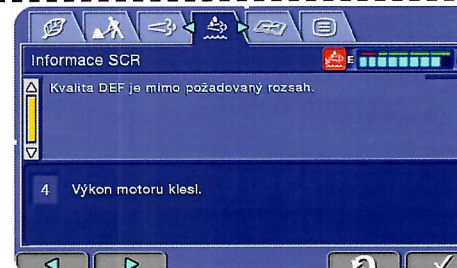 Informace SCR
E
Kvalita DEF je mimo požadovaný rozsah.
4 Výkon motoru klesl.